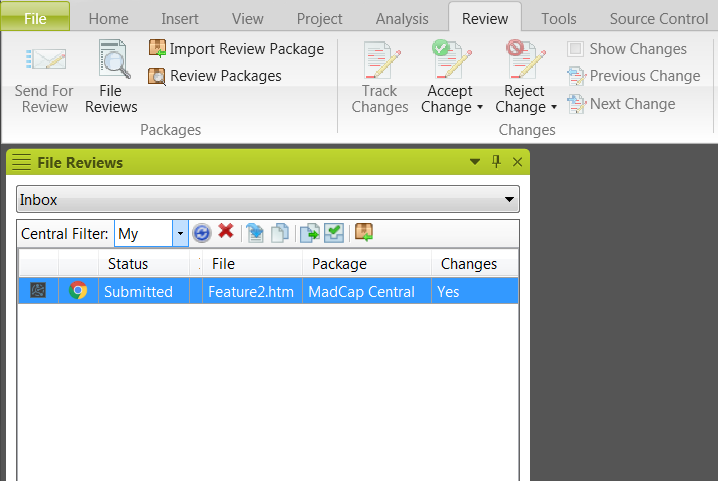 File Home Insert View Project Analysis Review Tools Source Control
Send For Review
File Reviews
Import Review Package
Review Packages
Packages
Track Changes
Accept Change
Reject Change
Show Changes
Previous Change
Next Change
Changes
File Reviews
Inbox
Central Filter: My
Status File Package Changes
Submitted Feature2.htm MadCap Central Yes